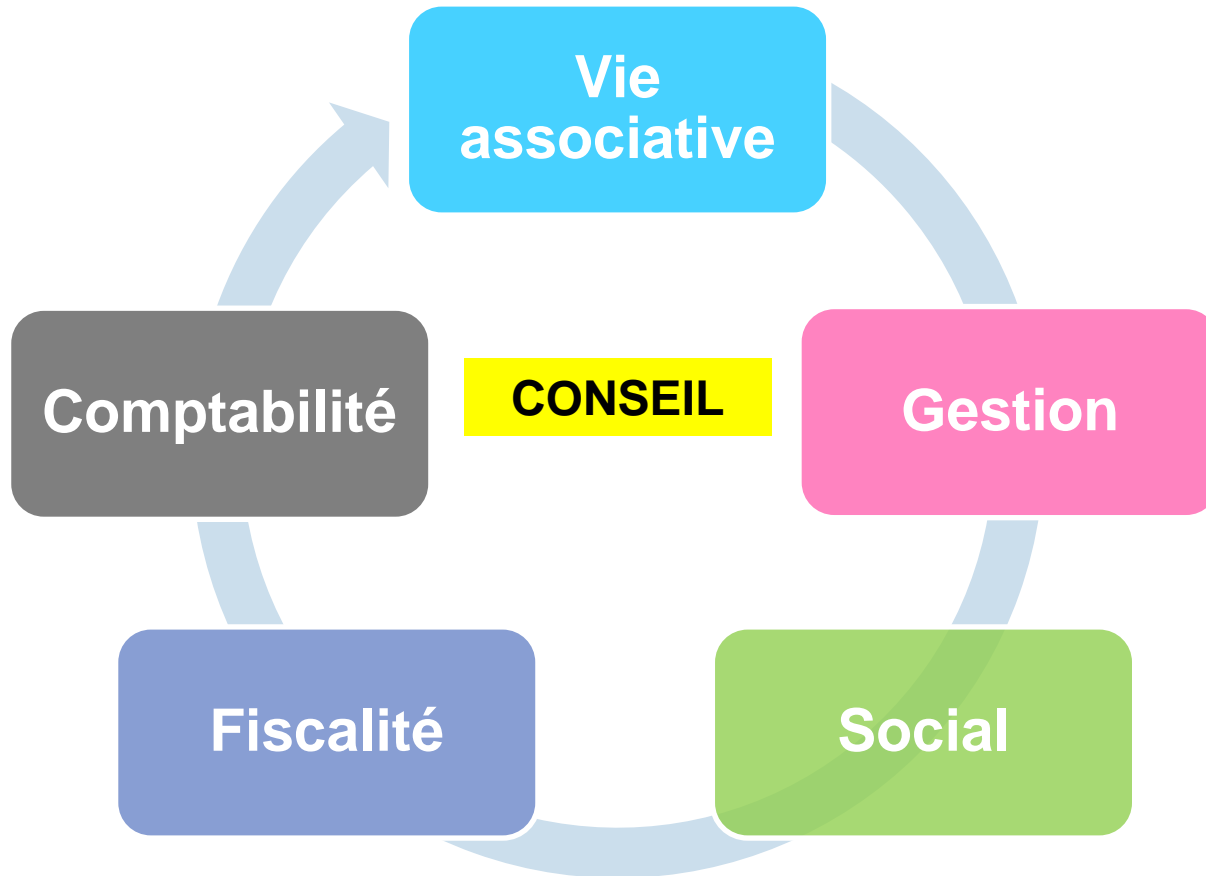 Vie
associative
Comptabilité
CONSEIL
Gestion
Fiscalité
Social